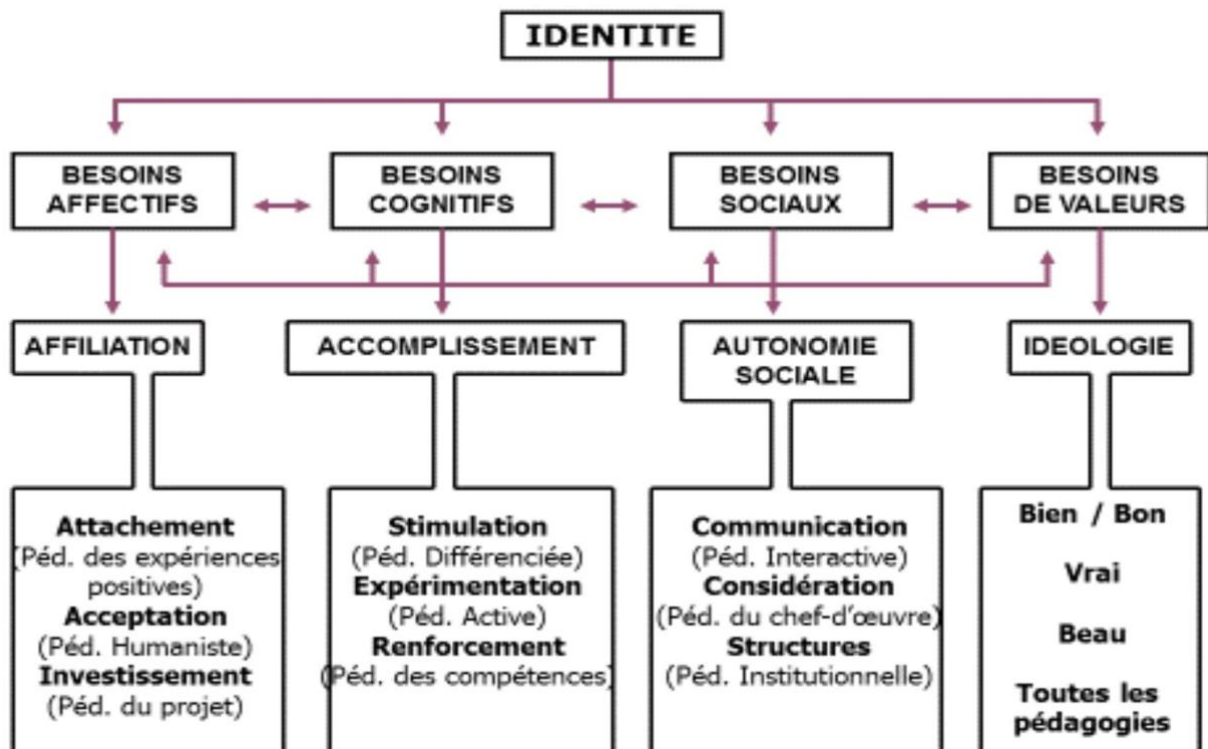 IDENTITE
BESOINS
AFFECTIFS
BESOINS
COGNITIFS
BESOINS
SOCIAUX
BESOINS
DE VALEURS
AFFILIATION
ACCOMPLISSEMENT
AUTONOMIE
SOCIALE
IDEOLOGIE
Attachement
(Péd. des expériences
positives)
Acceptation
(Péd. Humaniste)
Investissement
(Péd. du projet)
Stimulation
(Péd. Différenciée)
Expérimentation
(Péd. Active)
Renforcement
(Péd. des compétences)
Communication
(Péd. Interactive)
Considération
(Péd. du chef-d'œuvre)
Structures
(Péd. Institutionnelle)
Bien / Bon
Vrai
Beau
Toutes les
pédagogies